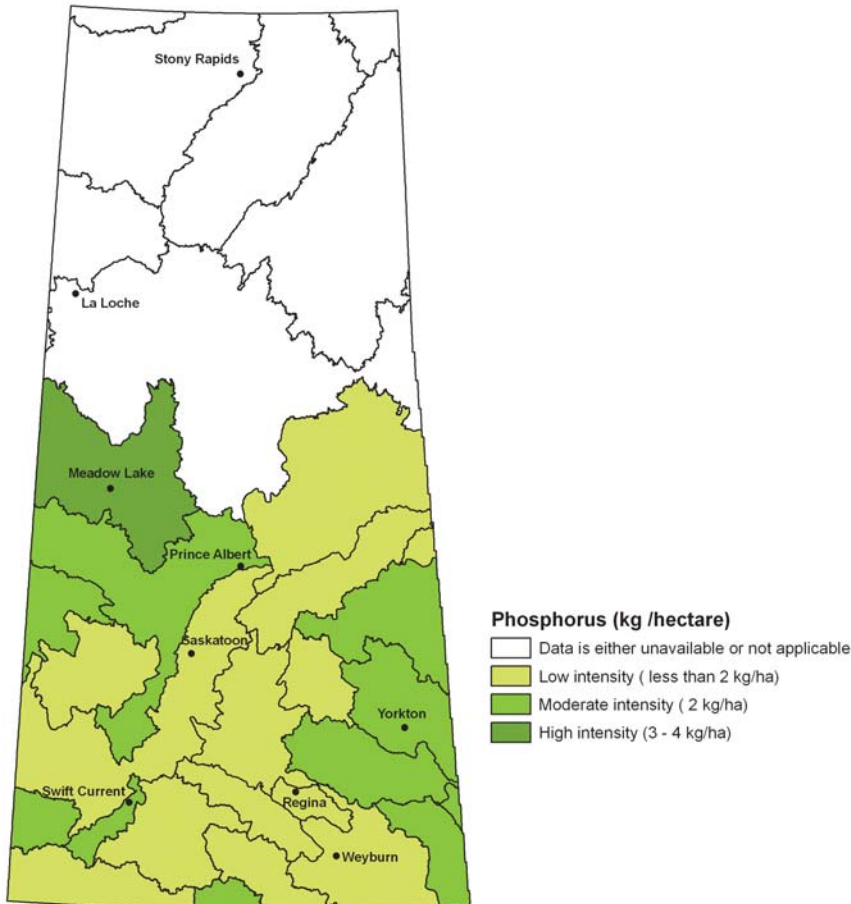 Stony Rapids
La Loche
Meadow Lake
Prince Albert
Saskatoon
Yorkton
Swift Current
Regina
Weyburn
Phosphorus (kg /hectare)
Data is either unavailable or not applicable
Low intensity ( less than 2 kg/ha)
Moderate intensity ( 2 kg/ha)
High intensity (3 - 4 kg/ha)